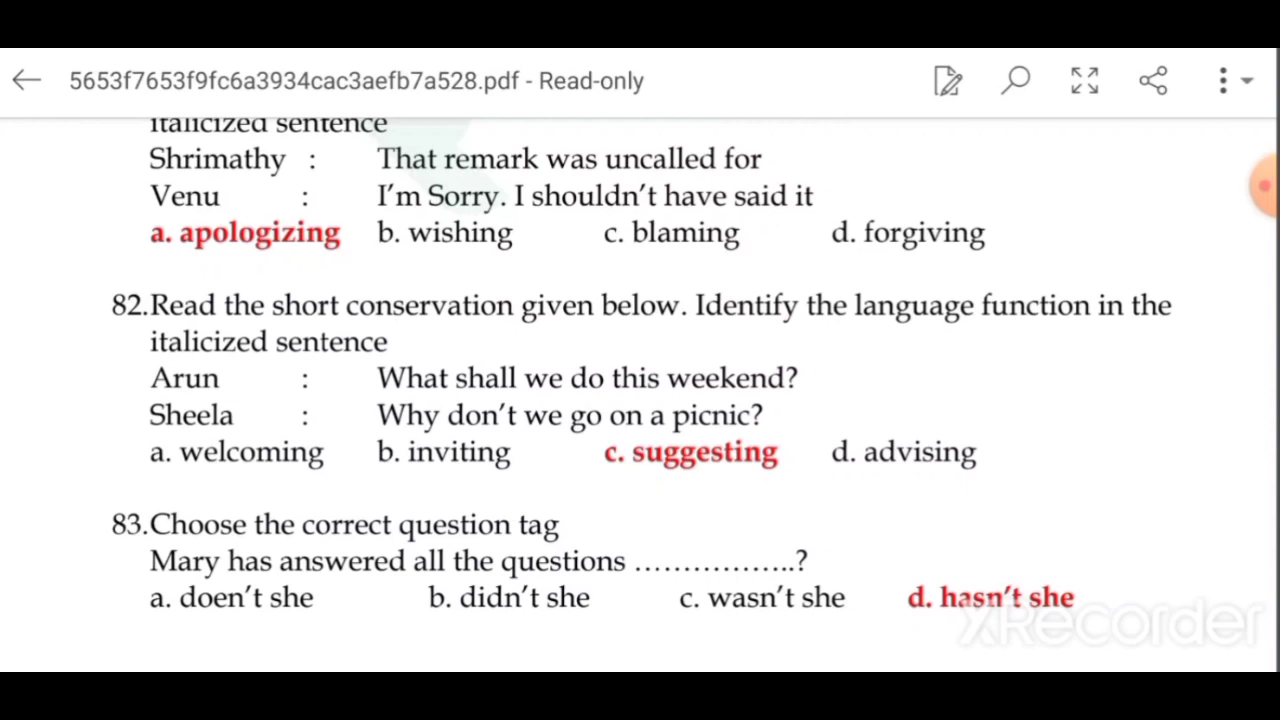 5653f7653f9fc6a3934cac3aefb7a528.pdf - Read-only
italicized sentence
Shrimathy : That remark was uncalled for
Venu : I'm Sorry. I shouldn't have said it
a. apologizing b. wishing c. blaming d. forgiving
82.Read the short conservation given below. Identify the language function in the
italicized sentence
Arun : What shall we do this weekend?
Sheela : Why don't we go on a picnic?
a. welcoming b. inviting c. suggesting d. advising
83.Choose the correct question tag
Mary has answered all the questions ……………..?
a. doen't she b. didn't she c. wasn't she d. hasn't she
XRecorder